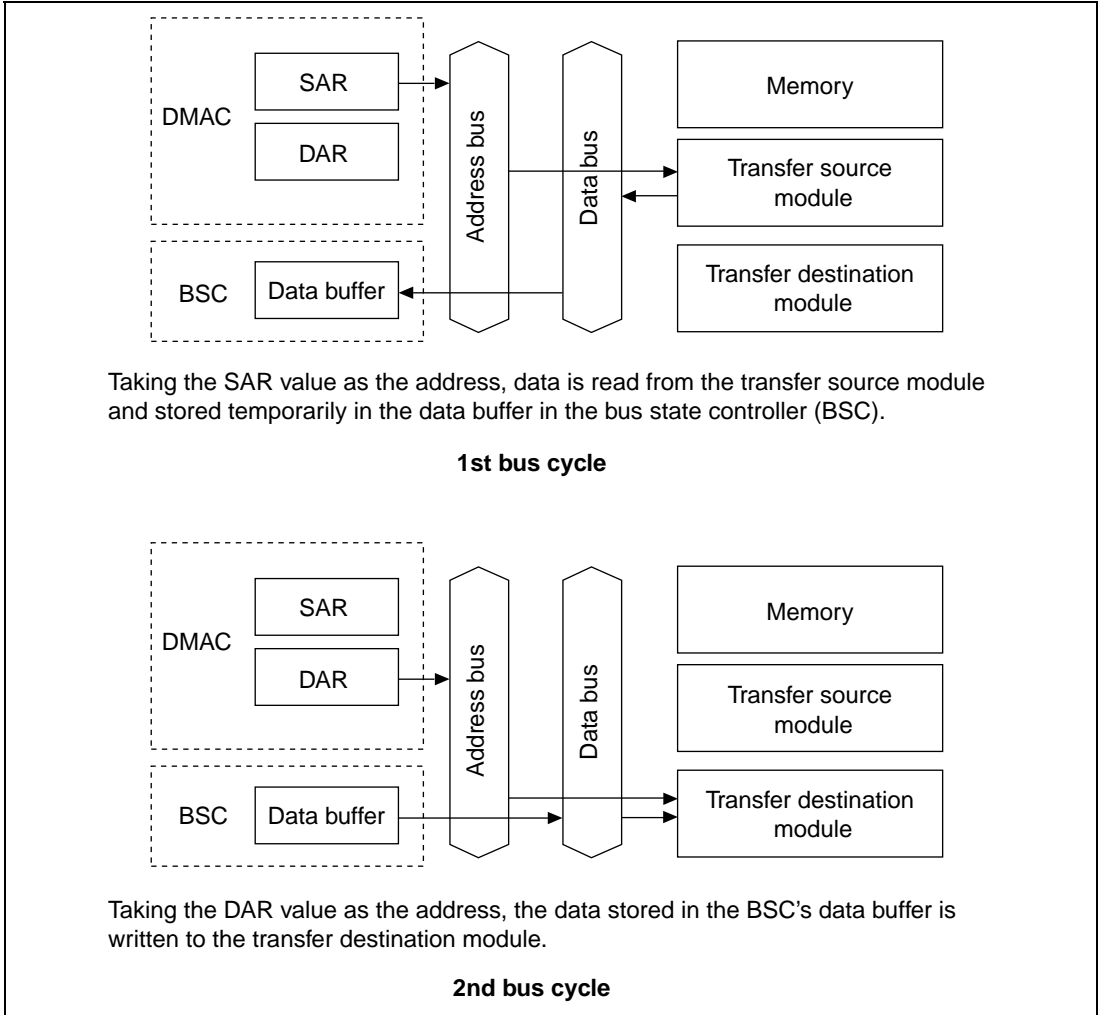 DMAC
SAR
DAR
Address bus
Data bus
Memory
Transfer source
module
BSC
Data buffer
Transfer destination
module
Taking the SAR value as the address, data is read from the transfer source module
and stored temporarily in the data buffer in the bus state controller (BSC).
1st bus cycle
DMAC
SAR
DAR
Address bus
Data bus
Memory
Transfer source
module
BSC
Data buffer
Transfer destination
module
Taking the DAR value as the address, the data stored in the BSC’s data buffer is
written to the transfer destination module.
2nd bus cycle